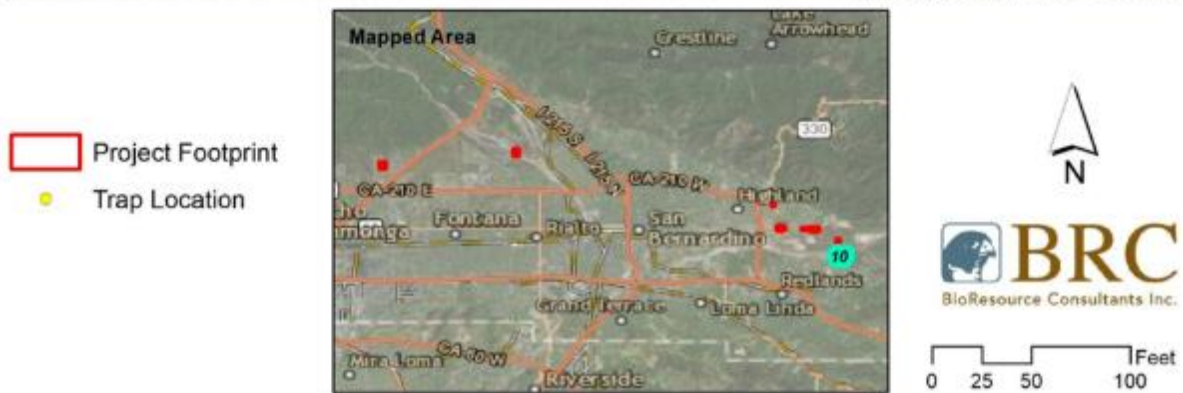 Mapped Area
Crestline
Lake
Arrowhead
Project Footprint
Trap Location
330
I-215 S
I-215 N
N
CA-210 E
CA-210 W
Highland
cho
amonga
Fontana
Rialto
San
Bernardino
10
Redlands
Grand Terrace
Loma Linda
Mira Loma
CA-60 W
Riverside
BRC
BioResource Consultants Inc.
Feet
0 25 50 100